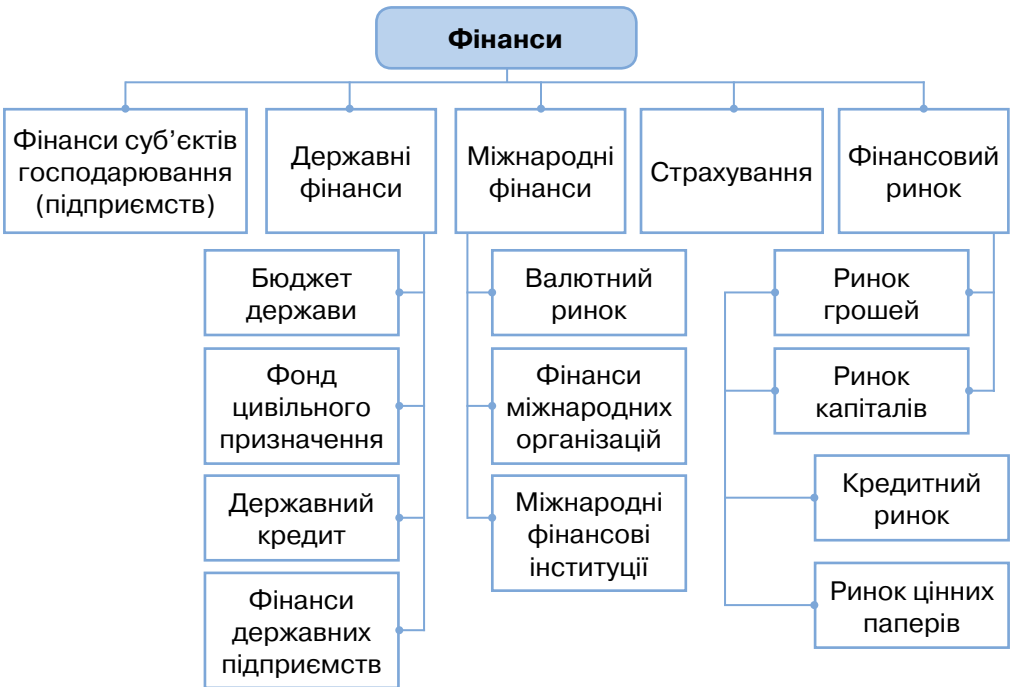 Фінанси
Фінанси суб’єктів
господарювання
(підприємств)
Державні
фінанси
Міжнародні
фінанси
Страхування
Фінансовий
ринок
Бюджет
держави
Фонд
цивільного
призначення
Державний
кредит
Фінанси
державних
підприємств
Валютний
ринок
Фінанси
міжнародних
організацій
Міжнародні
фінансові
інституції
Ринок
грошей
Ринок
капіталів
Кредитний
ринок
Ринок цінних
паперів